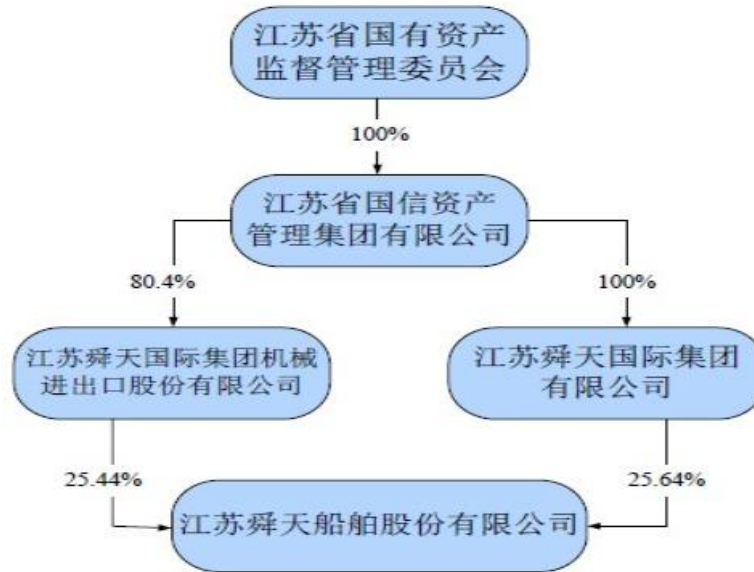 江苏省国有资产
监督管理委员会
100%
江苏省国信资产
管理集团有限公司
80.4%
100%
江苏舜天国际集团机械
进出口股份有限公司
江苏舜天国际集团
有限公司
25.44%
25.64%
江苏舜天船舶股份有限公司